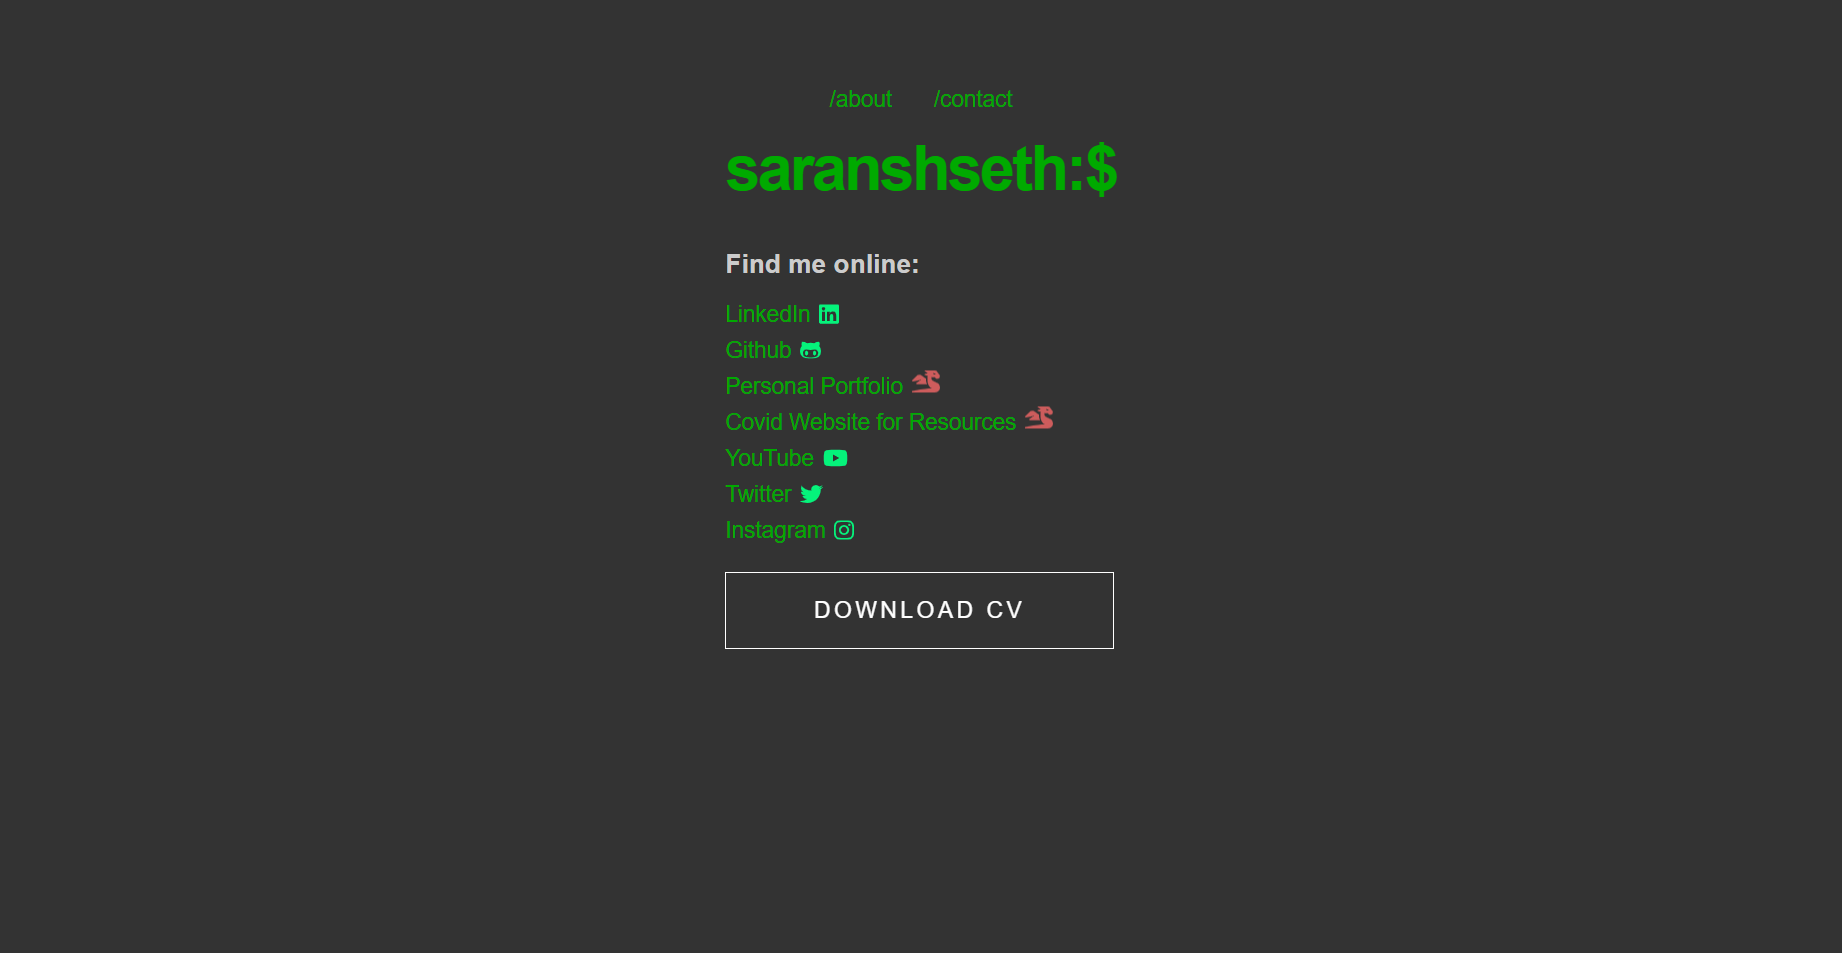 /about /contact
saranshseth:$
Find me online:
LinkedIn
Github
Personal Portfolio
Covid Website for Resources
YouTube
Twitter
Instagram
DOWNLOAD CV